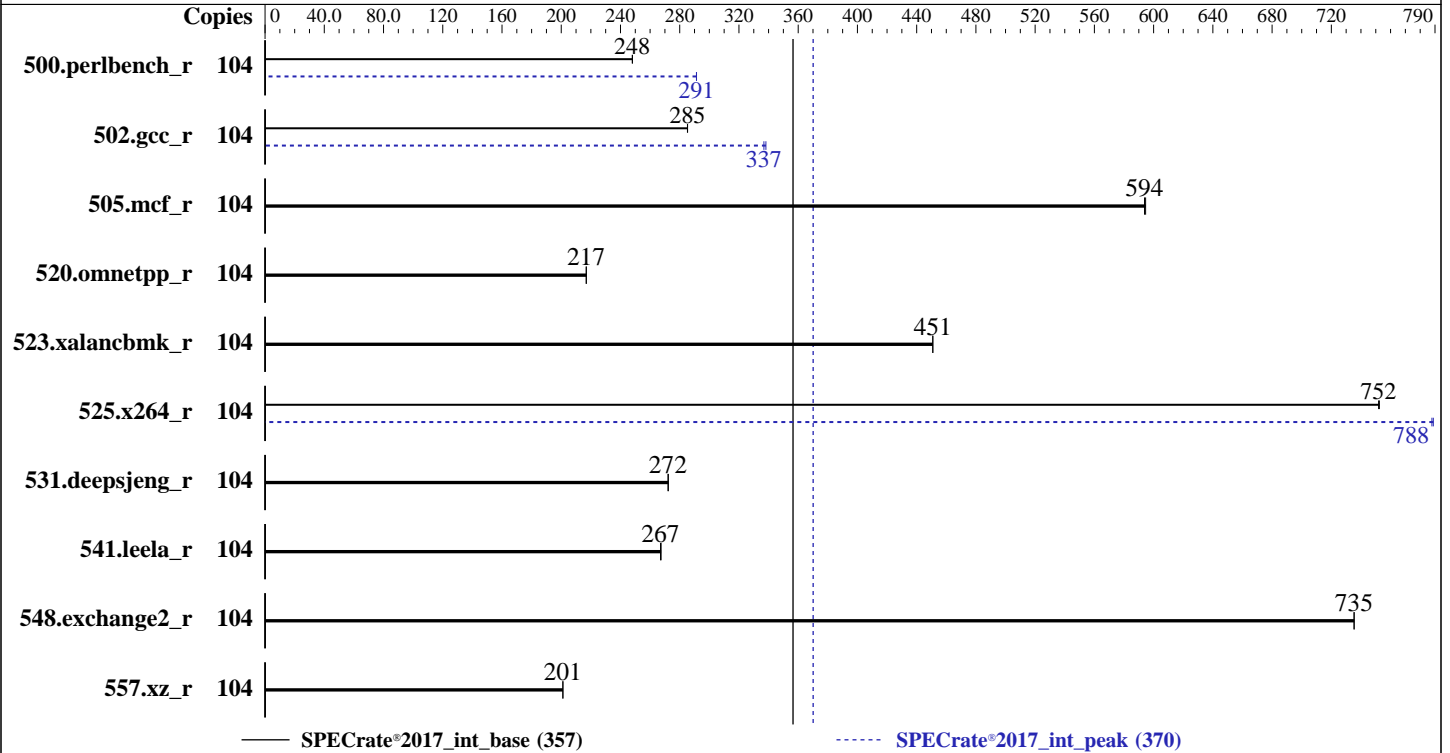 Copies 0 40.0 80.0 120 160 200 240 280 320 360 400 440 480 520 560 600 640 680 720 790
248
500.perlbench_r 104
291
285
502.gcc_r 104
337
594
505.mcf_r 104
217
520.omnetpp_r 104
451
523.xalancbmk_r 104
752
525.x264_r 104
788
272
531.deepsjeng_r 104
267
541.leela_r 104
735
548.exchange2_r 104
201
557.xz_r 104
SPECrate®2017_int_base (357) SPECrate®2017_int_peak (370)